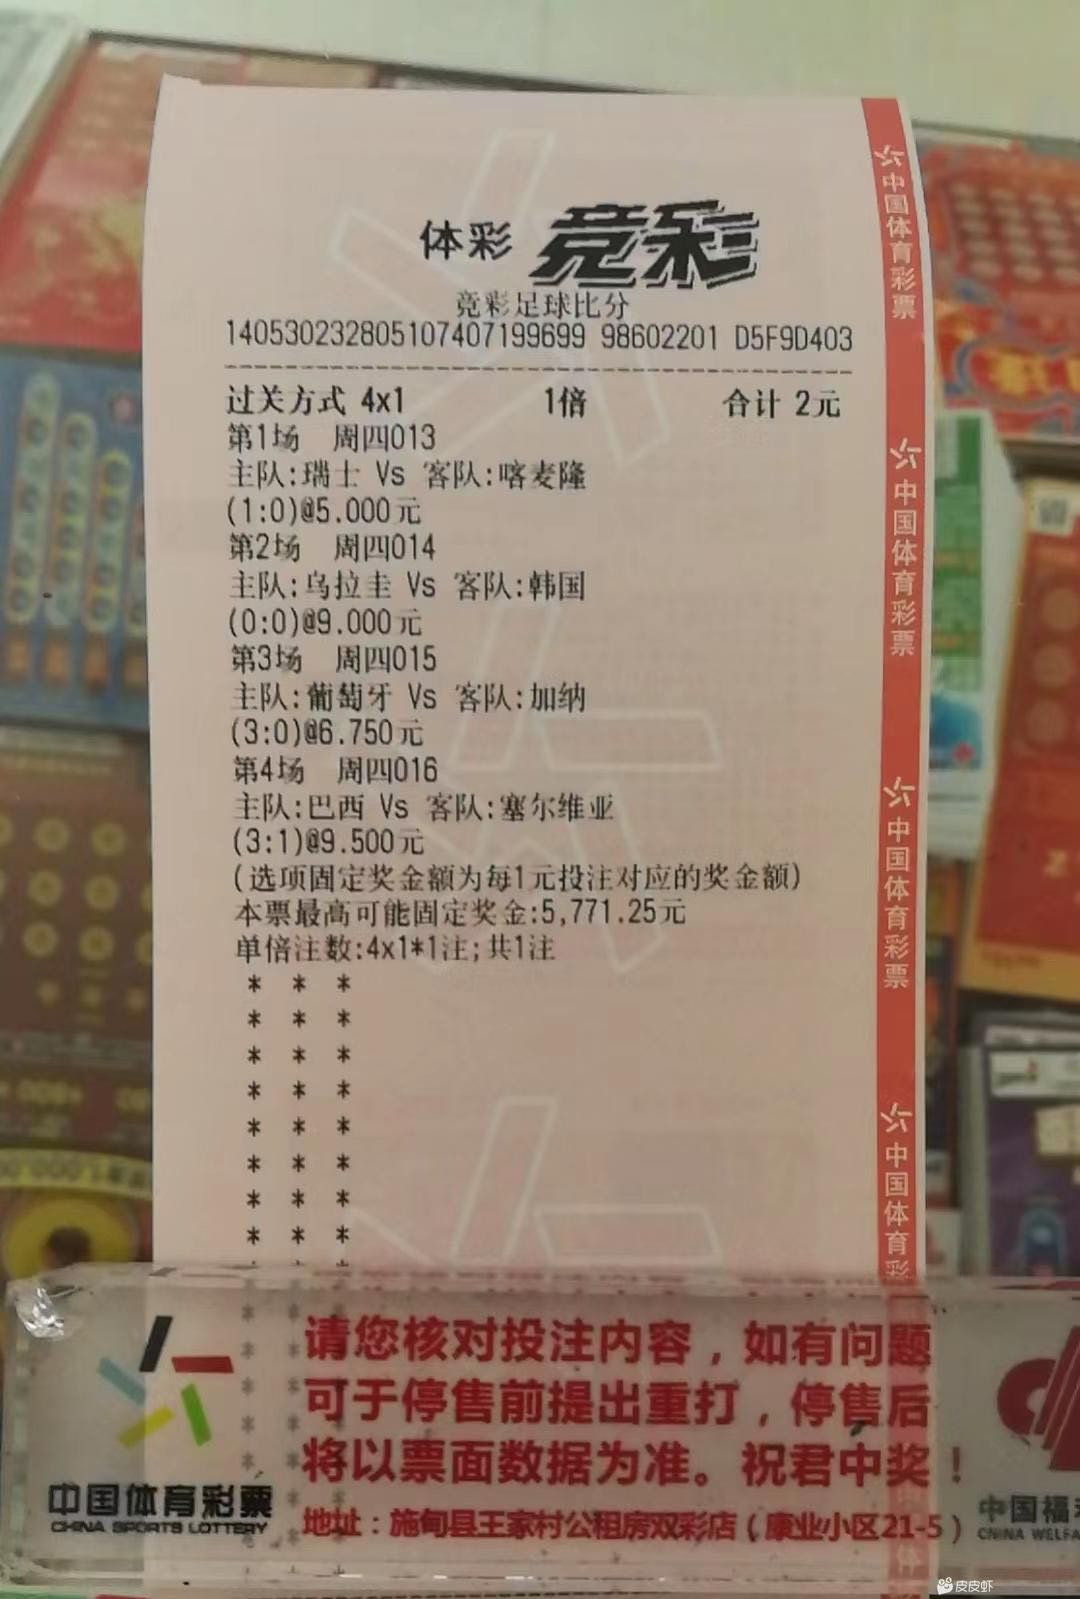 体彩 竞彩
竞彩足球比分
140530232805107407199699 98602201 D5F9D403
过关方式 4x1 1倍 合计 2元
第1场 周四013
主队:瑞士 Vs 客队:喀麦隆
(1:0)@5.000元
第2场 周四014
主队:乌拉圭 Vs 客队:韩国
(0:0)@9.000元
第3场 周四015
主队:葡萄牙 Vs 客队:加纳
(3:0)@6.750元
第4场 周四016
主队:巴西 Vs 客队:塞尔维亚
(3:1)@9.500元
(选项固定奖金额为每1元投注对应的奖金额)
本票最高可能固定奖金:5,771.25元
单倍注数:4x1*1注;共1注
* * *
* * *
* * *
* * *
* * *
* * *
* * *
* * *
中国体育彩票
中国体育彩票
中国体育彩票
中国体育彩
请您核对投注内容，如有问题
可于停售前提出重打，停售后
将以票面数据为准。祝君中奖！
地址：施甸县王家村公租房双彩店（康业小区21-5）
中国体育彩票
CHINA SPORTS LOTTERY
中国福
CHINA WELFA
皮皮虾